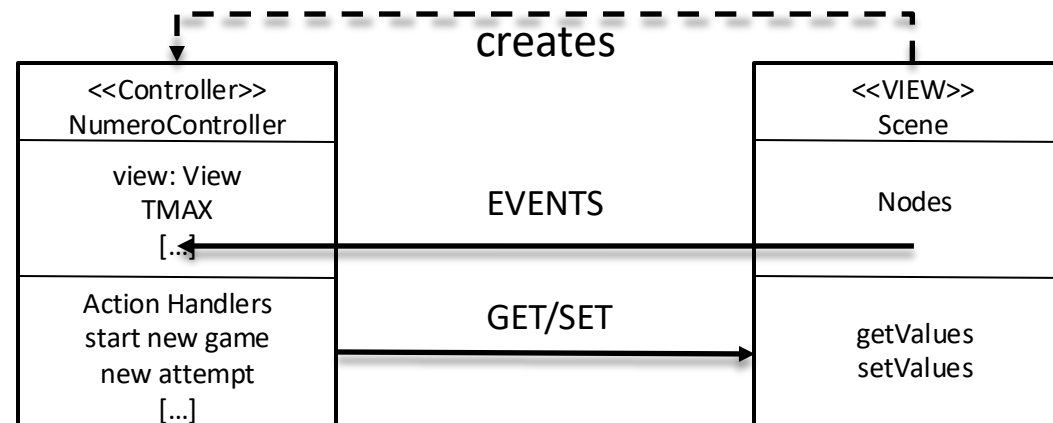 creates
<<Controller>>
NumeroController
view: View
TMAX
[...]
Action Handlers
start new game
new attempt
[...]
EVENTS
GET/SET
<<VIEW>>
Scene
Nodes
getValues
setValues